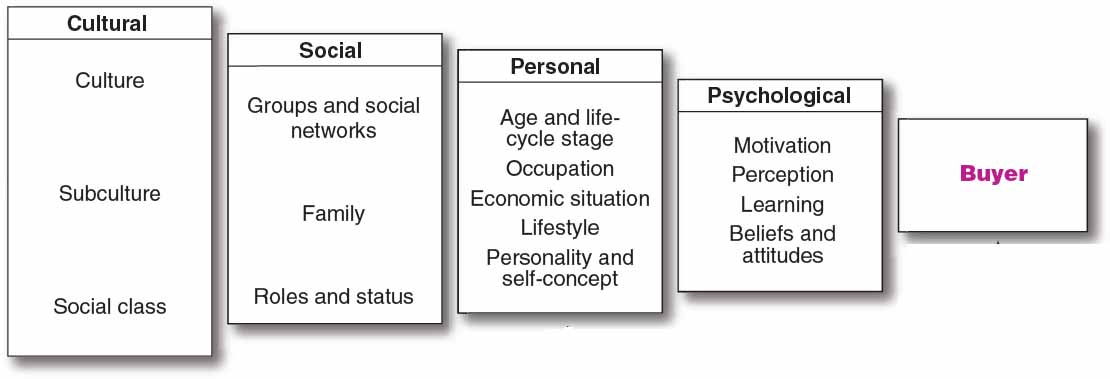 Cultural
Culture
Subculture
Social class
Social
Groups and social
networks
Family
Roles and status
Personal
Age and life-
cycle stage
Occupation
Economic situation
Lifestyle
Personality and
self-concept
Psychological
Motivation
Perception
Learning
Beliefs and
attitudes
Buyer